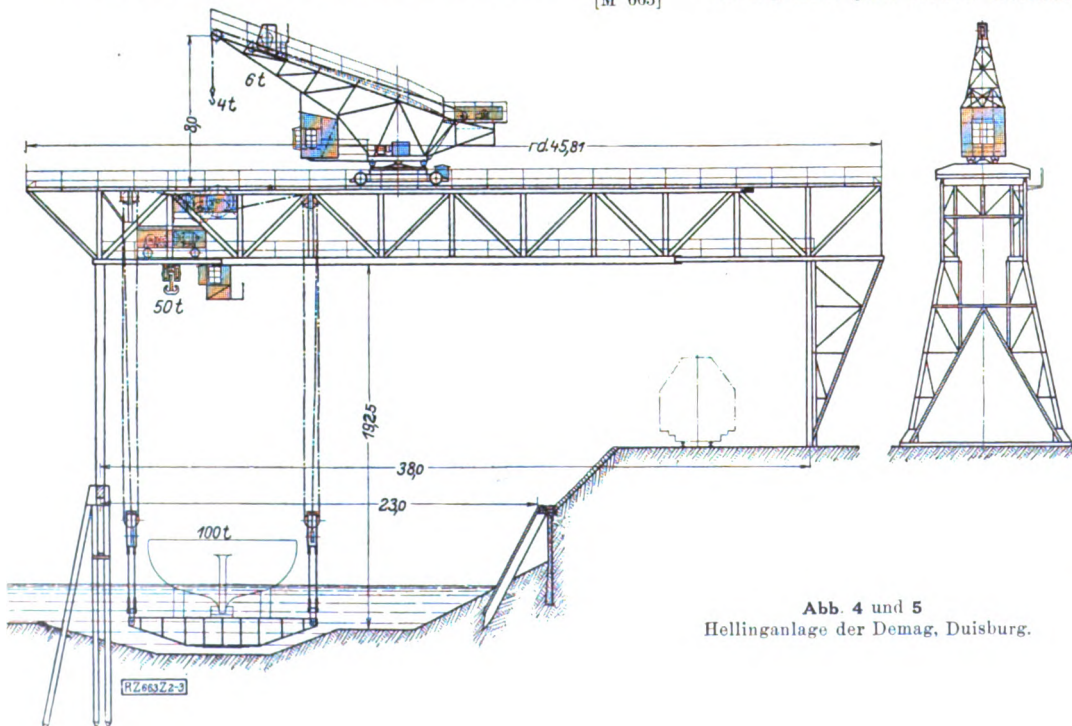 [M 663]
6t
4t
8,0
rd.45,81
50t
19,25
38,0
23,0
100t
Abb. 4 und 5
Hellinganlage der Demag, Duisburg.
RZ663Z2-3